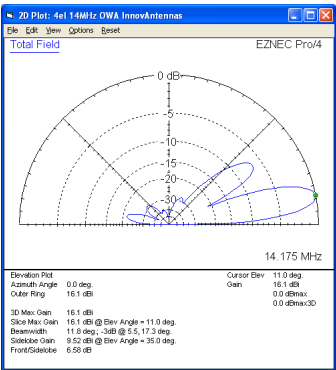 2D Plot: 4el 14MHz OWA InnovAntennas
File Edit View Options Reset
Total Field EZNEC Pro/4
0 dB
-5
-10
-15
-20
-30
14.175 MHz
Elevation Plot Cursor Elev 11.0 deg.
Azimuth Angle 0.0 deg. Gain 16.1 dBi
Outer Ring 16.1 dBi 0.0 dBmax
0.0 dBmax3D
3D Max Gain 16.1 dBi
Slice Max Gain 16.1 dBi @ Elev Angle = 11.0 deg.
Beamwidth 11.8 deg.; -3dB @ 5.5, 17.3 deg.
Sidelobe Gain 9.52 dBi @ Elev Angle = 35.0 deg.
Front/Sidelobe 6.58 dB